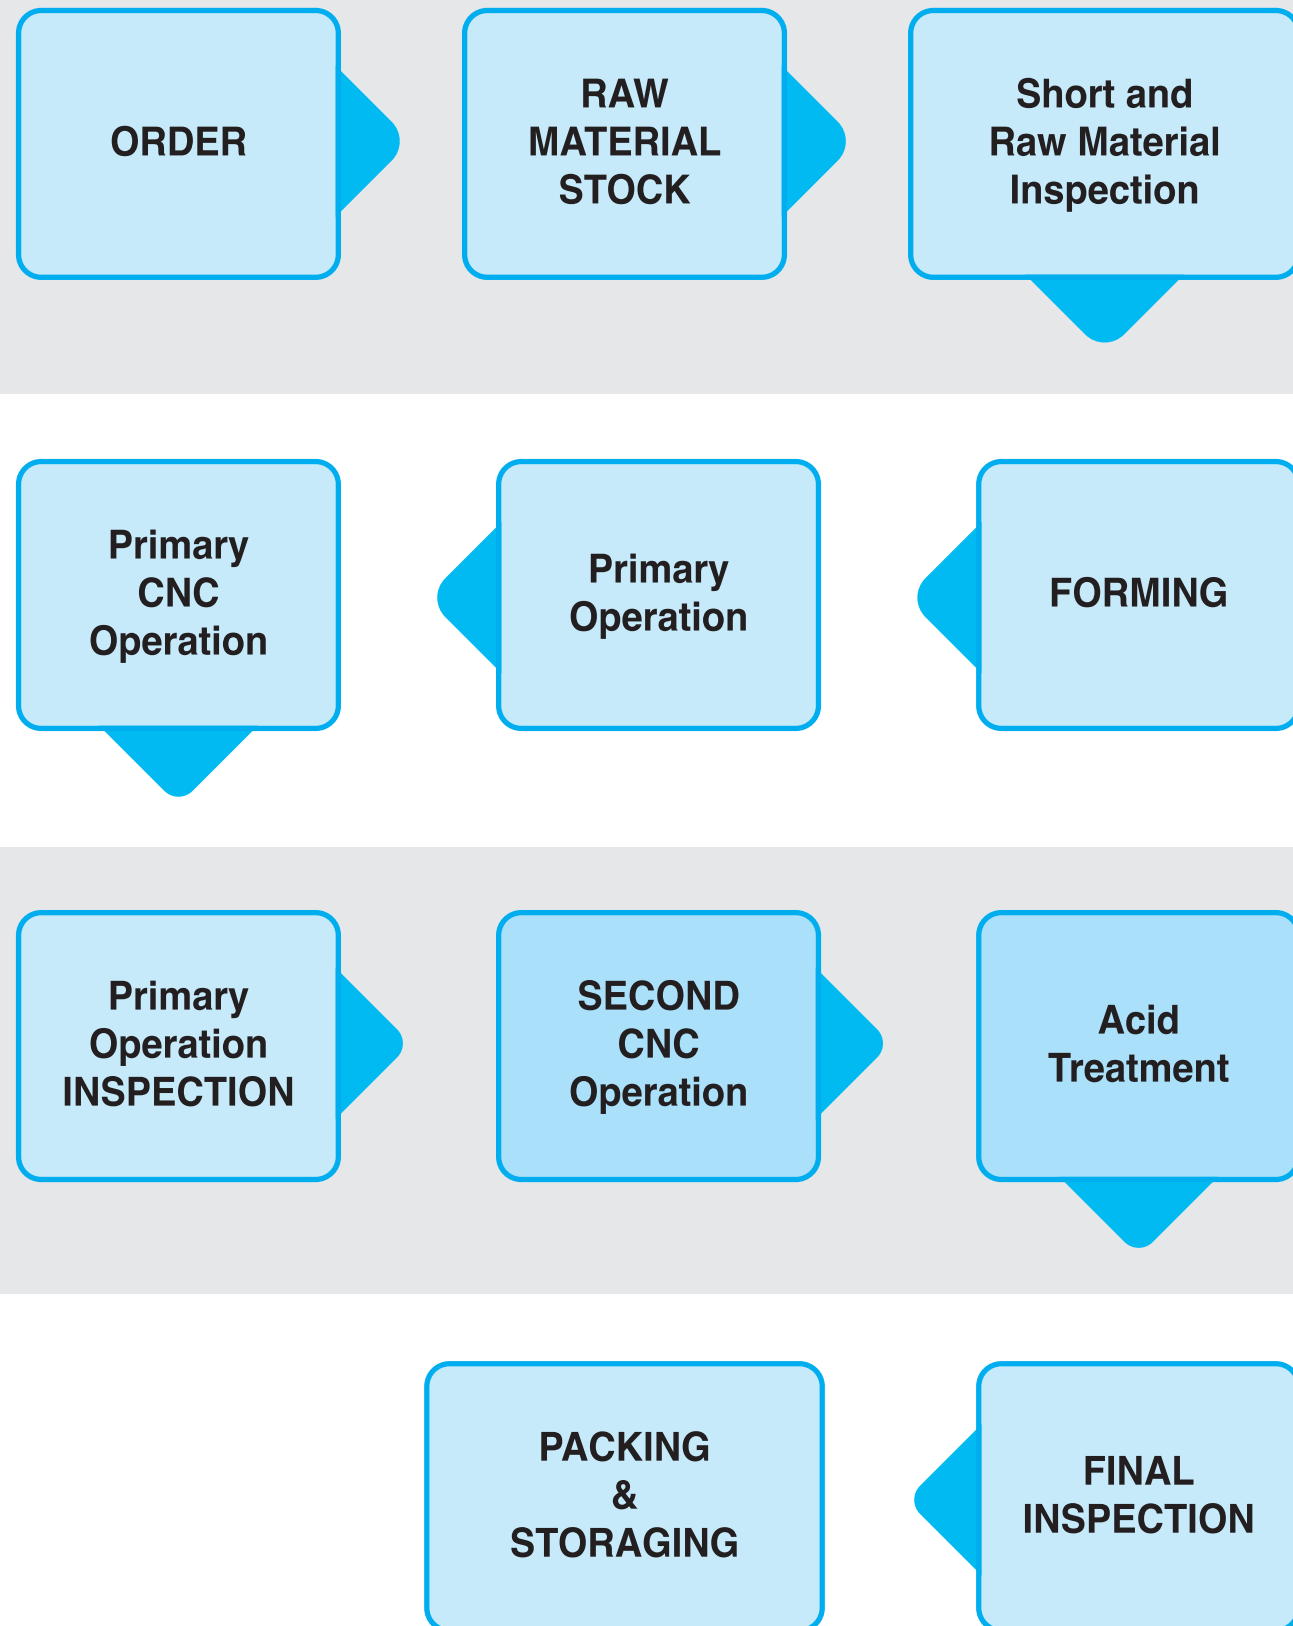 ORDER
RAW
MATERIAL
STOCK
Short and
Raw Material
Inspection
Primary
CNC
Operation
Primary
Operation
FORMING
Primary
Operation
INSPECTION
SECOND
CNC
Operation
Acid
Treatment
PACKING
&
STORAGING
FINAL
INSPECTION